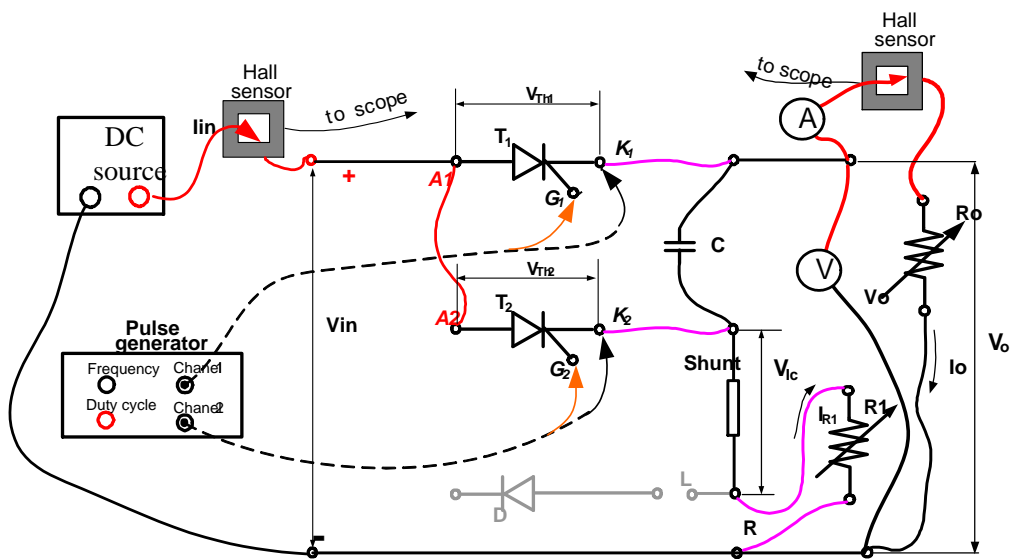 Hall
sensor
to scope
Iin
DC
source
+
VTh1
T1
K1
A1
G1
Hall
sensor
to scope
A
Ro
Vo
V
C
VTh2
T2
K2
A2
G2
Vin
Vo
Io
Pulse
generator
Frequency
Chanel1
Duty cycle
Chanel2
Shunt
VIc
IR1
R1
D
L
R
-